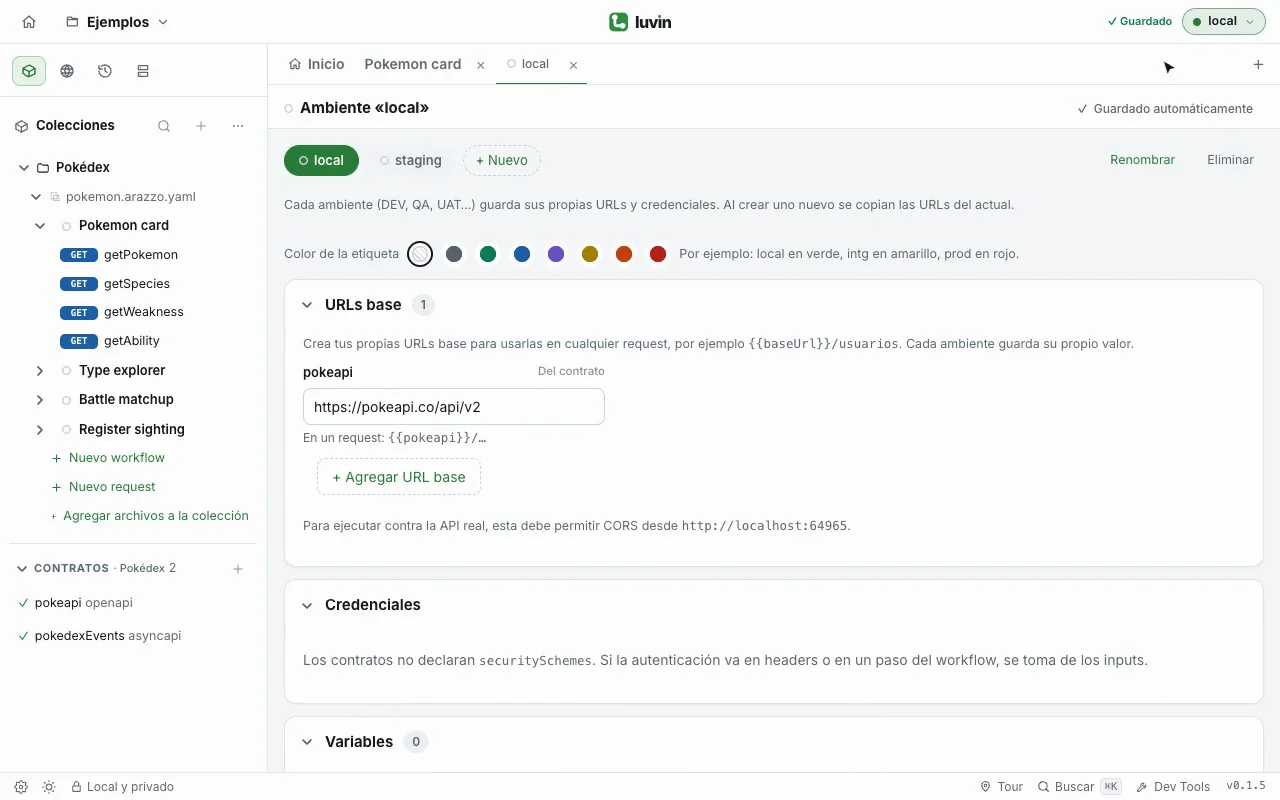 Ejemplos
luvin
Guardado
local
Inicio
Pokemon card
local
Colecciones
Ambiente «local»
Guardado automáticamente
local
staging
+ Nuevo
Renombrar
Eliminar
Cada ambiente (DEV, QA, UAT…) guarda sus propias URLs y credenciales. Al crear uno nuevo se copian las URLs del actual.
Color de la etiqueta
Por ejemplo: local en verde, intg en amarillo, prod en rojo.
Pokédex
pokemon.arazzo.yaml
Pokemon card
GET getPokemon
GET getSpecies
GET getWeakness
GET getAbility
Type explorer
Battle matchup
Register sighting
+ Nuevo workflow
+ Nuevo request
+ Agregar archivos a la colección
CONTRATOS · Pokédex 2
pokeapi openapi
pokedexEvents asyncapi
URLs base 1
Crea tus propias URLs base para usarlas en cualquier request, por ejemplo {{baseUrl}}/usuarios. Cada ambiente guarda su propio valor.
pokeapi
Del contrato
https://pokeapi.co/api/v2
En un request: {{pokeapi}}/…
+ Agregar URL base
Para ejecutar contra la API real, esta debe permitir CORS desde http://localhost:64965.
Credenciales
Los contratos no declaran securitySchemes. Si la autenticación va en headers o en un paso del workflow, se toma de los inputs.
Variables 0
Local y privado
Tour
Buscar ⌘K
Dev Tools
v0.1.5